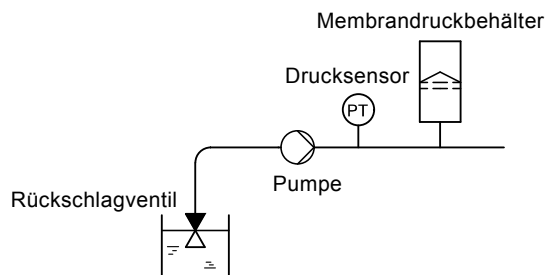 Membrandruckbehälter
Drucksensor
PT
Pumpe
Rückschlagventil